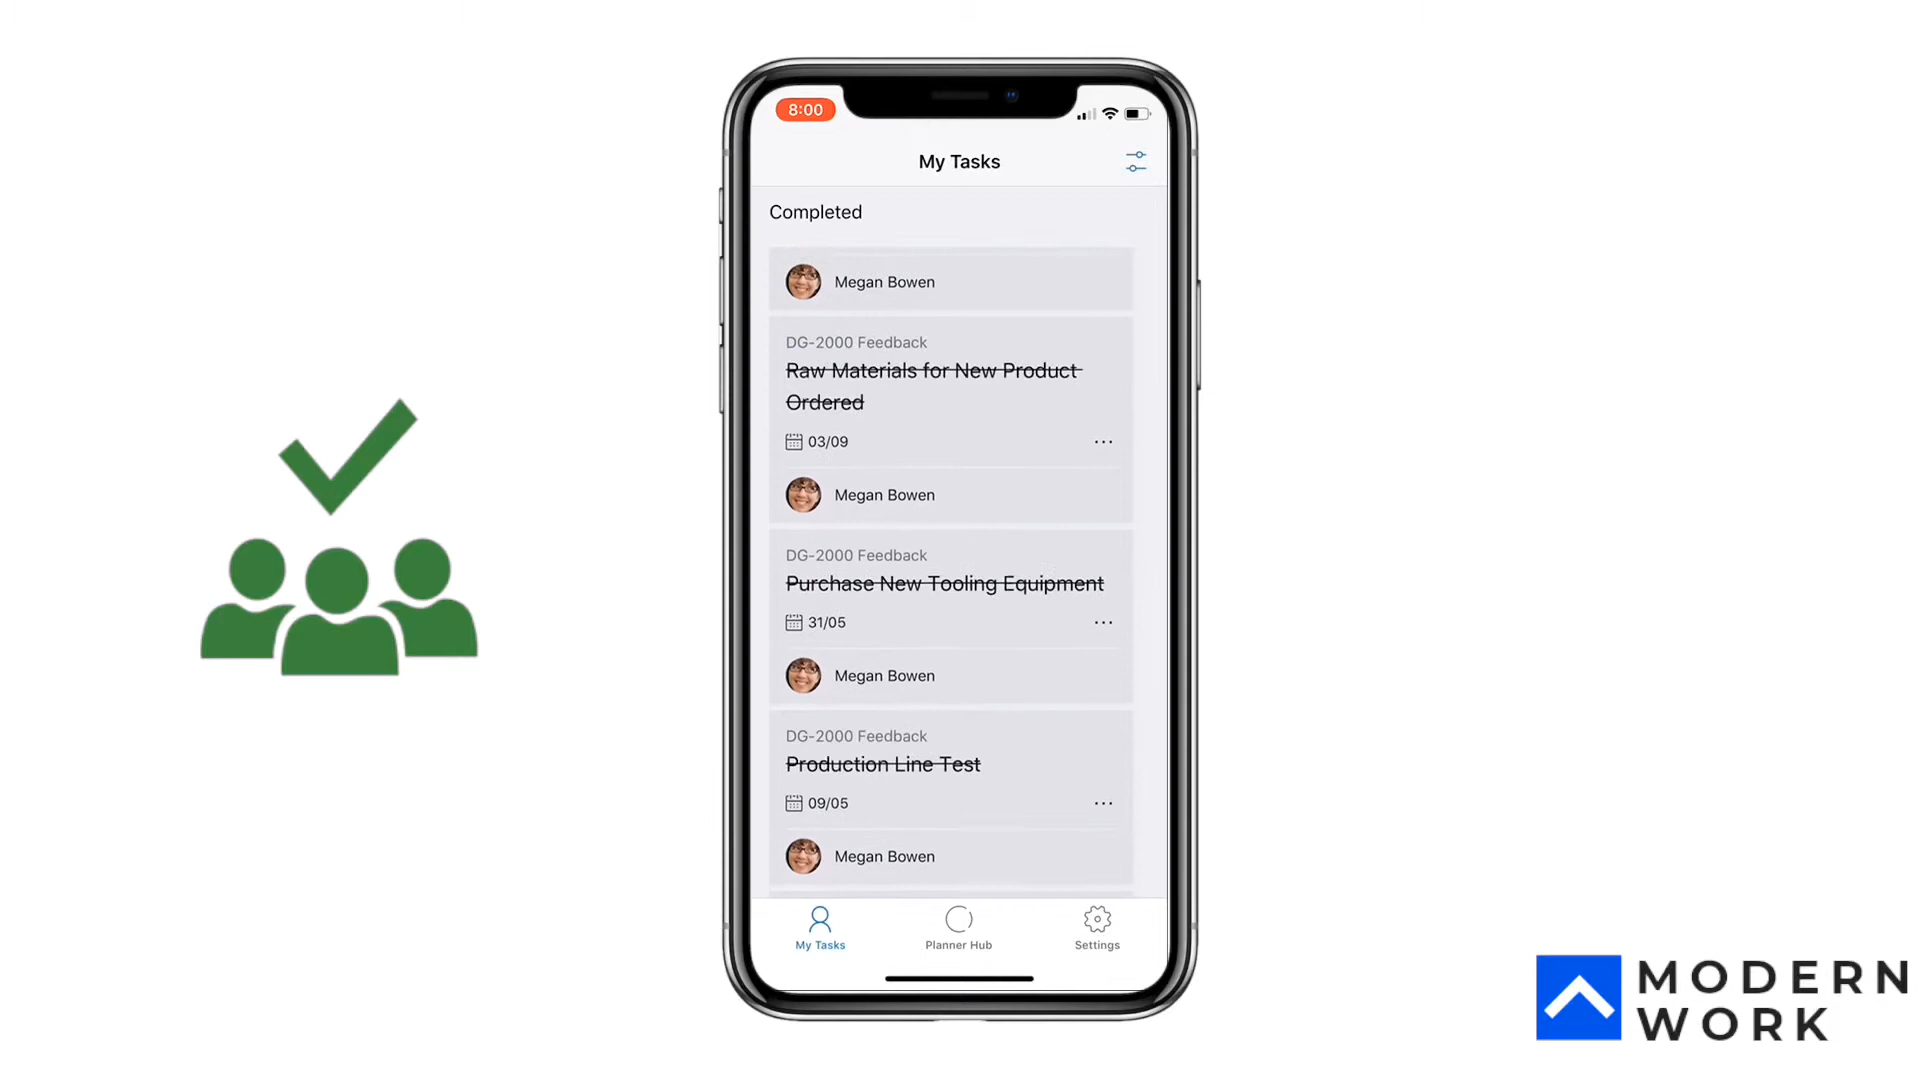 8:00
My Tasks
Completed
Megan Bowen
DG-2000 Feedback
Raw Materials for New Product
Ordered
03/09
...
Megan Bowen
DG-2000 Feedback
Purchase New Tooling Equipment
31/05
...
Megan Bowen
DG-2000 Feedback
Production Line Test
09/05
...
Megan Bowen
My Tasks
Planner Hub
Settings
MODERN
WORK